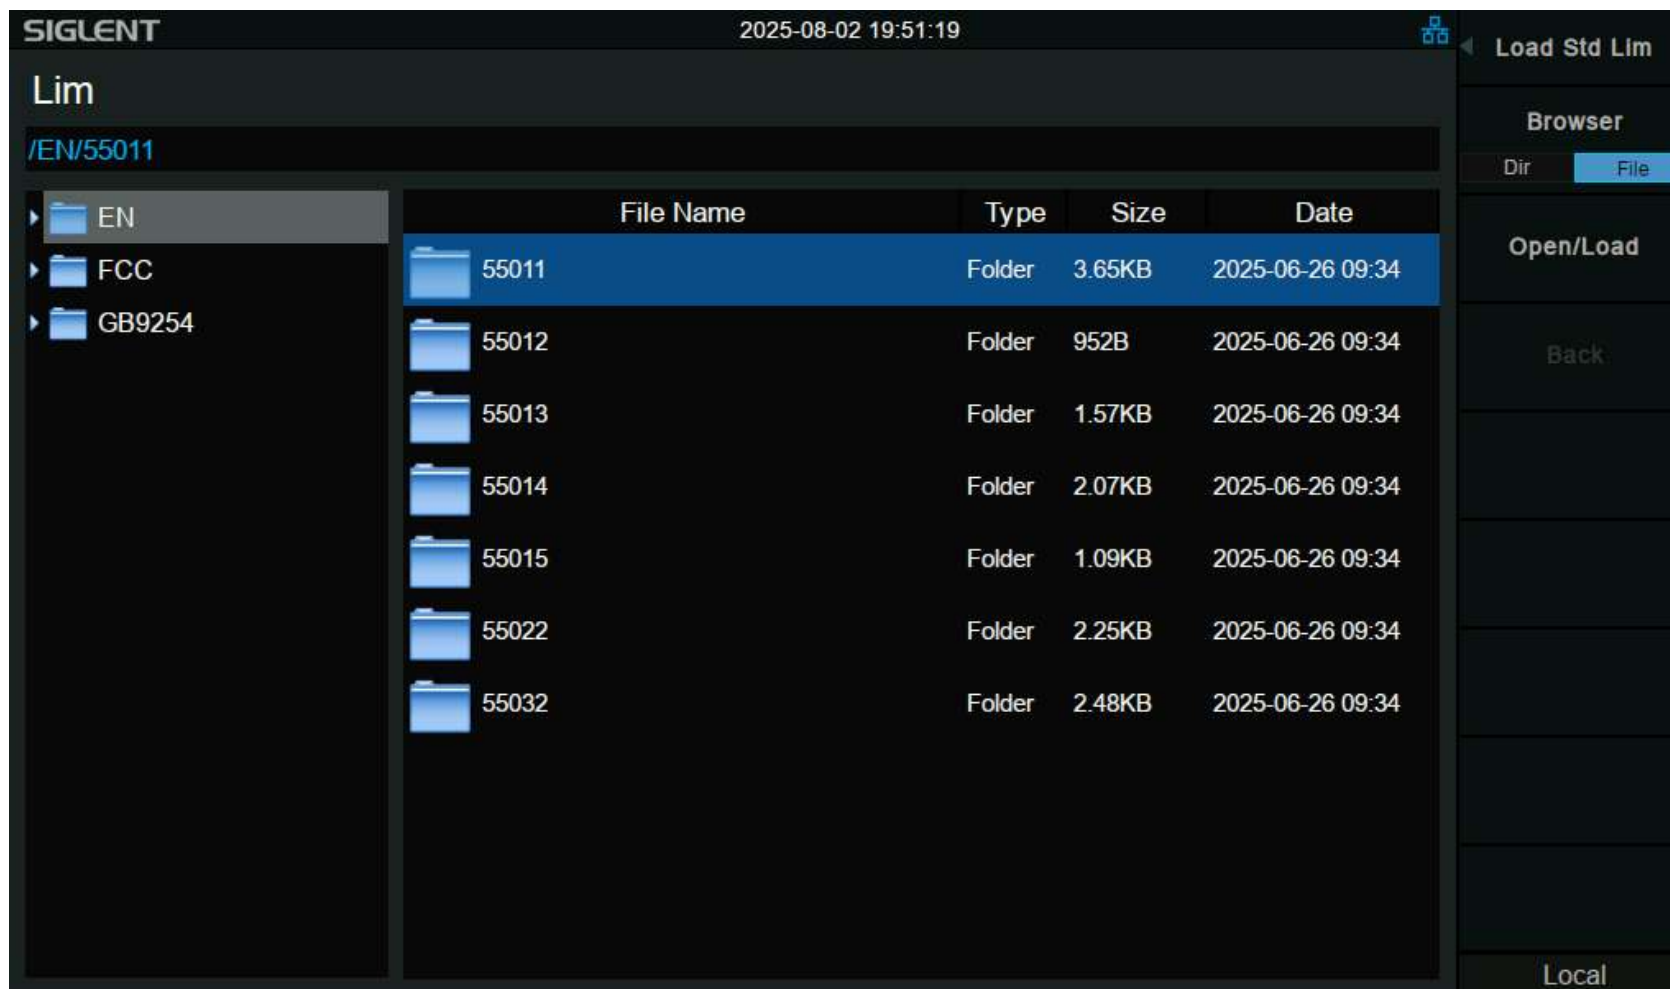 SIGLENT 2025-08-02 19:51:19
Lim
/EN/55011
EN
FCC
GB9254
File Name Type Size Date
55011 Folder 3.65KB 2025-06-26 09:34
55012 Folder 952B 2025-06-26 09:34
55013 Folder 1.57KB 2025-06-26 09:34
55014 Folder 2.07KB 2025-06-26 09:34
55015 Folder 1.09KB 2025-06-26 09:34
55022 Folder 2.25KB 2025-06-26 09:34
55032 Folder 2.48KB 2025-06-26 09:34
Load Std Lim
Browser
Dir File
Open/Load
Back
Local